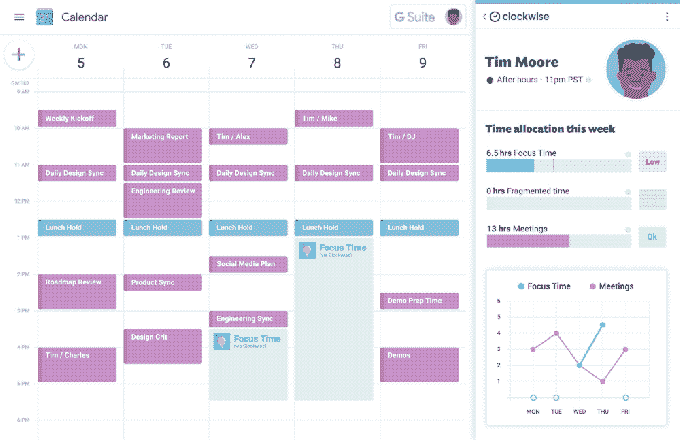 Calendar
G Suite
MON TUE WED THU FRI
5 6 7 8 9
9 AM
Weekly Kickoff
Tim / Mike
10 AM
Marketing Report
Tim / Alex
Tim / DJ
11 AM
Daily Design Sync
Daily Design Sync
Daily Design Sync
Daily Design Sync
Daily Design Sync
Engineering Review
12 PM
Lunch Hold
Lunch Hold
Lunch Hold
Lunch Hold
Lunch Hold
1 PM
Focus Time
via Clockwise
Social Media Plan
2 PM
Roadmap Review
Product Sync
Demo Prep Time
3 PM
Engineering Sync
Design Crit
Focus Time
via Clockwise
4 PM
Tim / Charles
Demos
5 PM
6 PM
clockwise
Tim Moore
After hours - 11pm PST
Time allocation this week
6.5 hrs Focus Time
Low
0 hrs Fragmented time
13 hrs Meetings
Ok
Focus Time
Meetings
6
5
4
3
2
1
MON TUE WED THU FRI